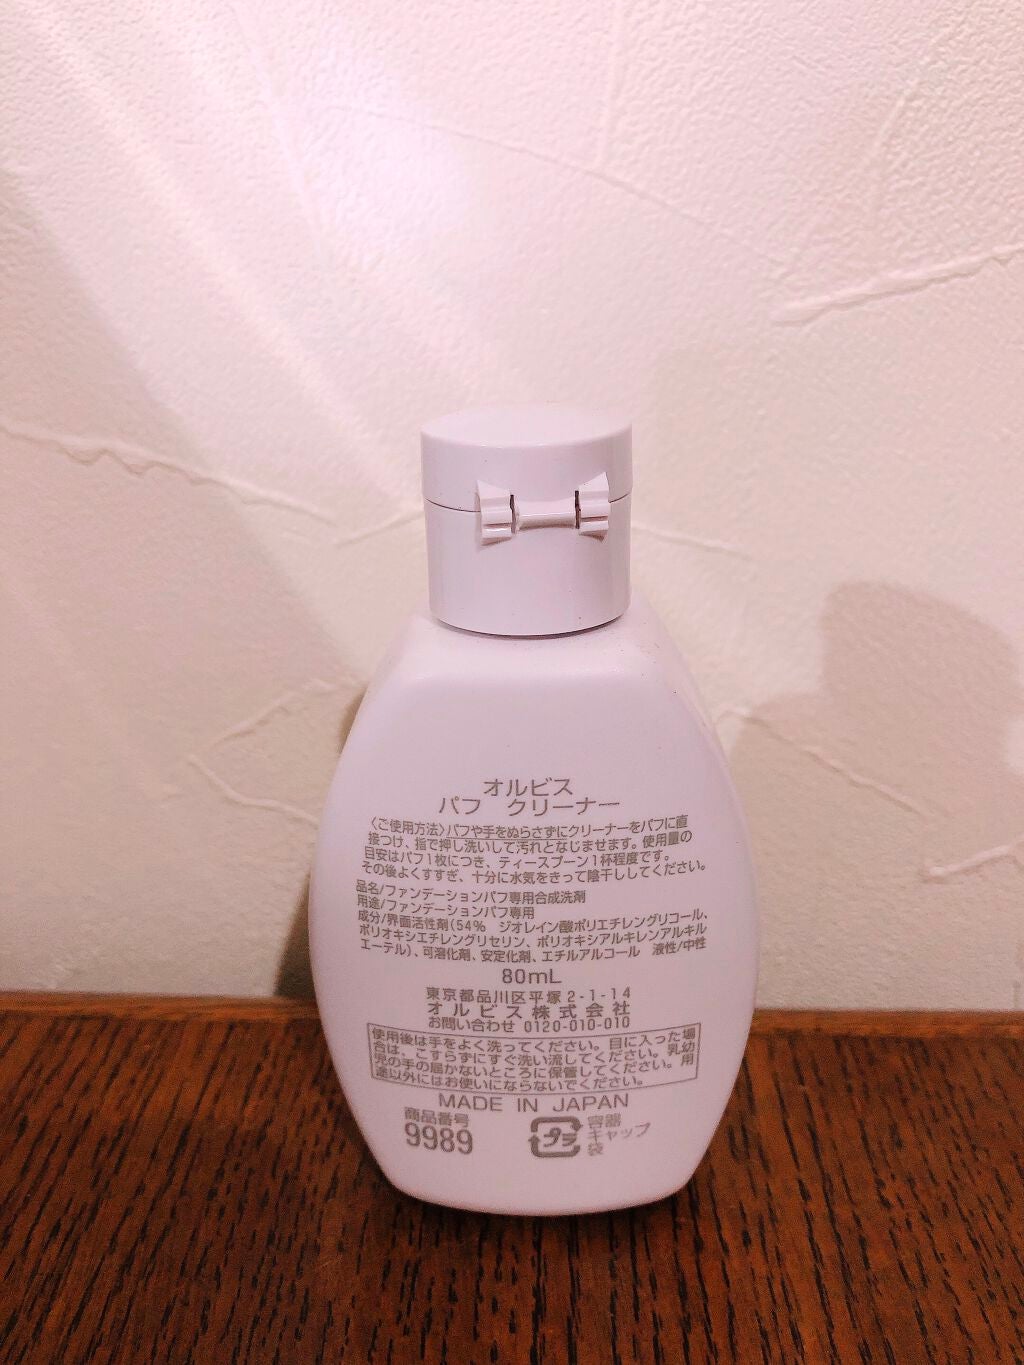 オルビス
パフ　クリーナー
〈ご使用方法〉パフや手をぬらさずにクリーナーをパフに直
接つけ、指で押し洗いして汚れとなじませます。使用量の
目安はパフ1枚につき、ティースプーン1杯程度です。
その後よくすすぎ、十分に水気をきって陰干ししてください。
品名/ファンデーションパフ専用合成洗剤
用途/ファンデーションパフ専用
成分/界面活性剤(54%　ジオレイン酸ポリエチレングリコール、
ポリオキシエチレングリセリン、ポリオキシアルキレンアルキル
エーテル)、可溶化剤、安定化剤、エチルアルコール　液性/中性
80mL
東京都品川区平塚2-1-14
オルビス株式会社
お問い合わせ 0120-010-010
使用後は手をよく洗ってください。目に入った場
合は、こすらずにすぐ洗い流してください。乳幼
児の手の届かないところに保管してください。用
途以外にはお使いにならないでください。
MADE IN JAPAN
商品番号
9989
プラ
容器
キャップ
袋